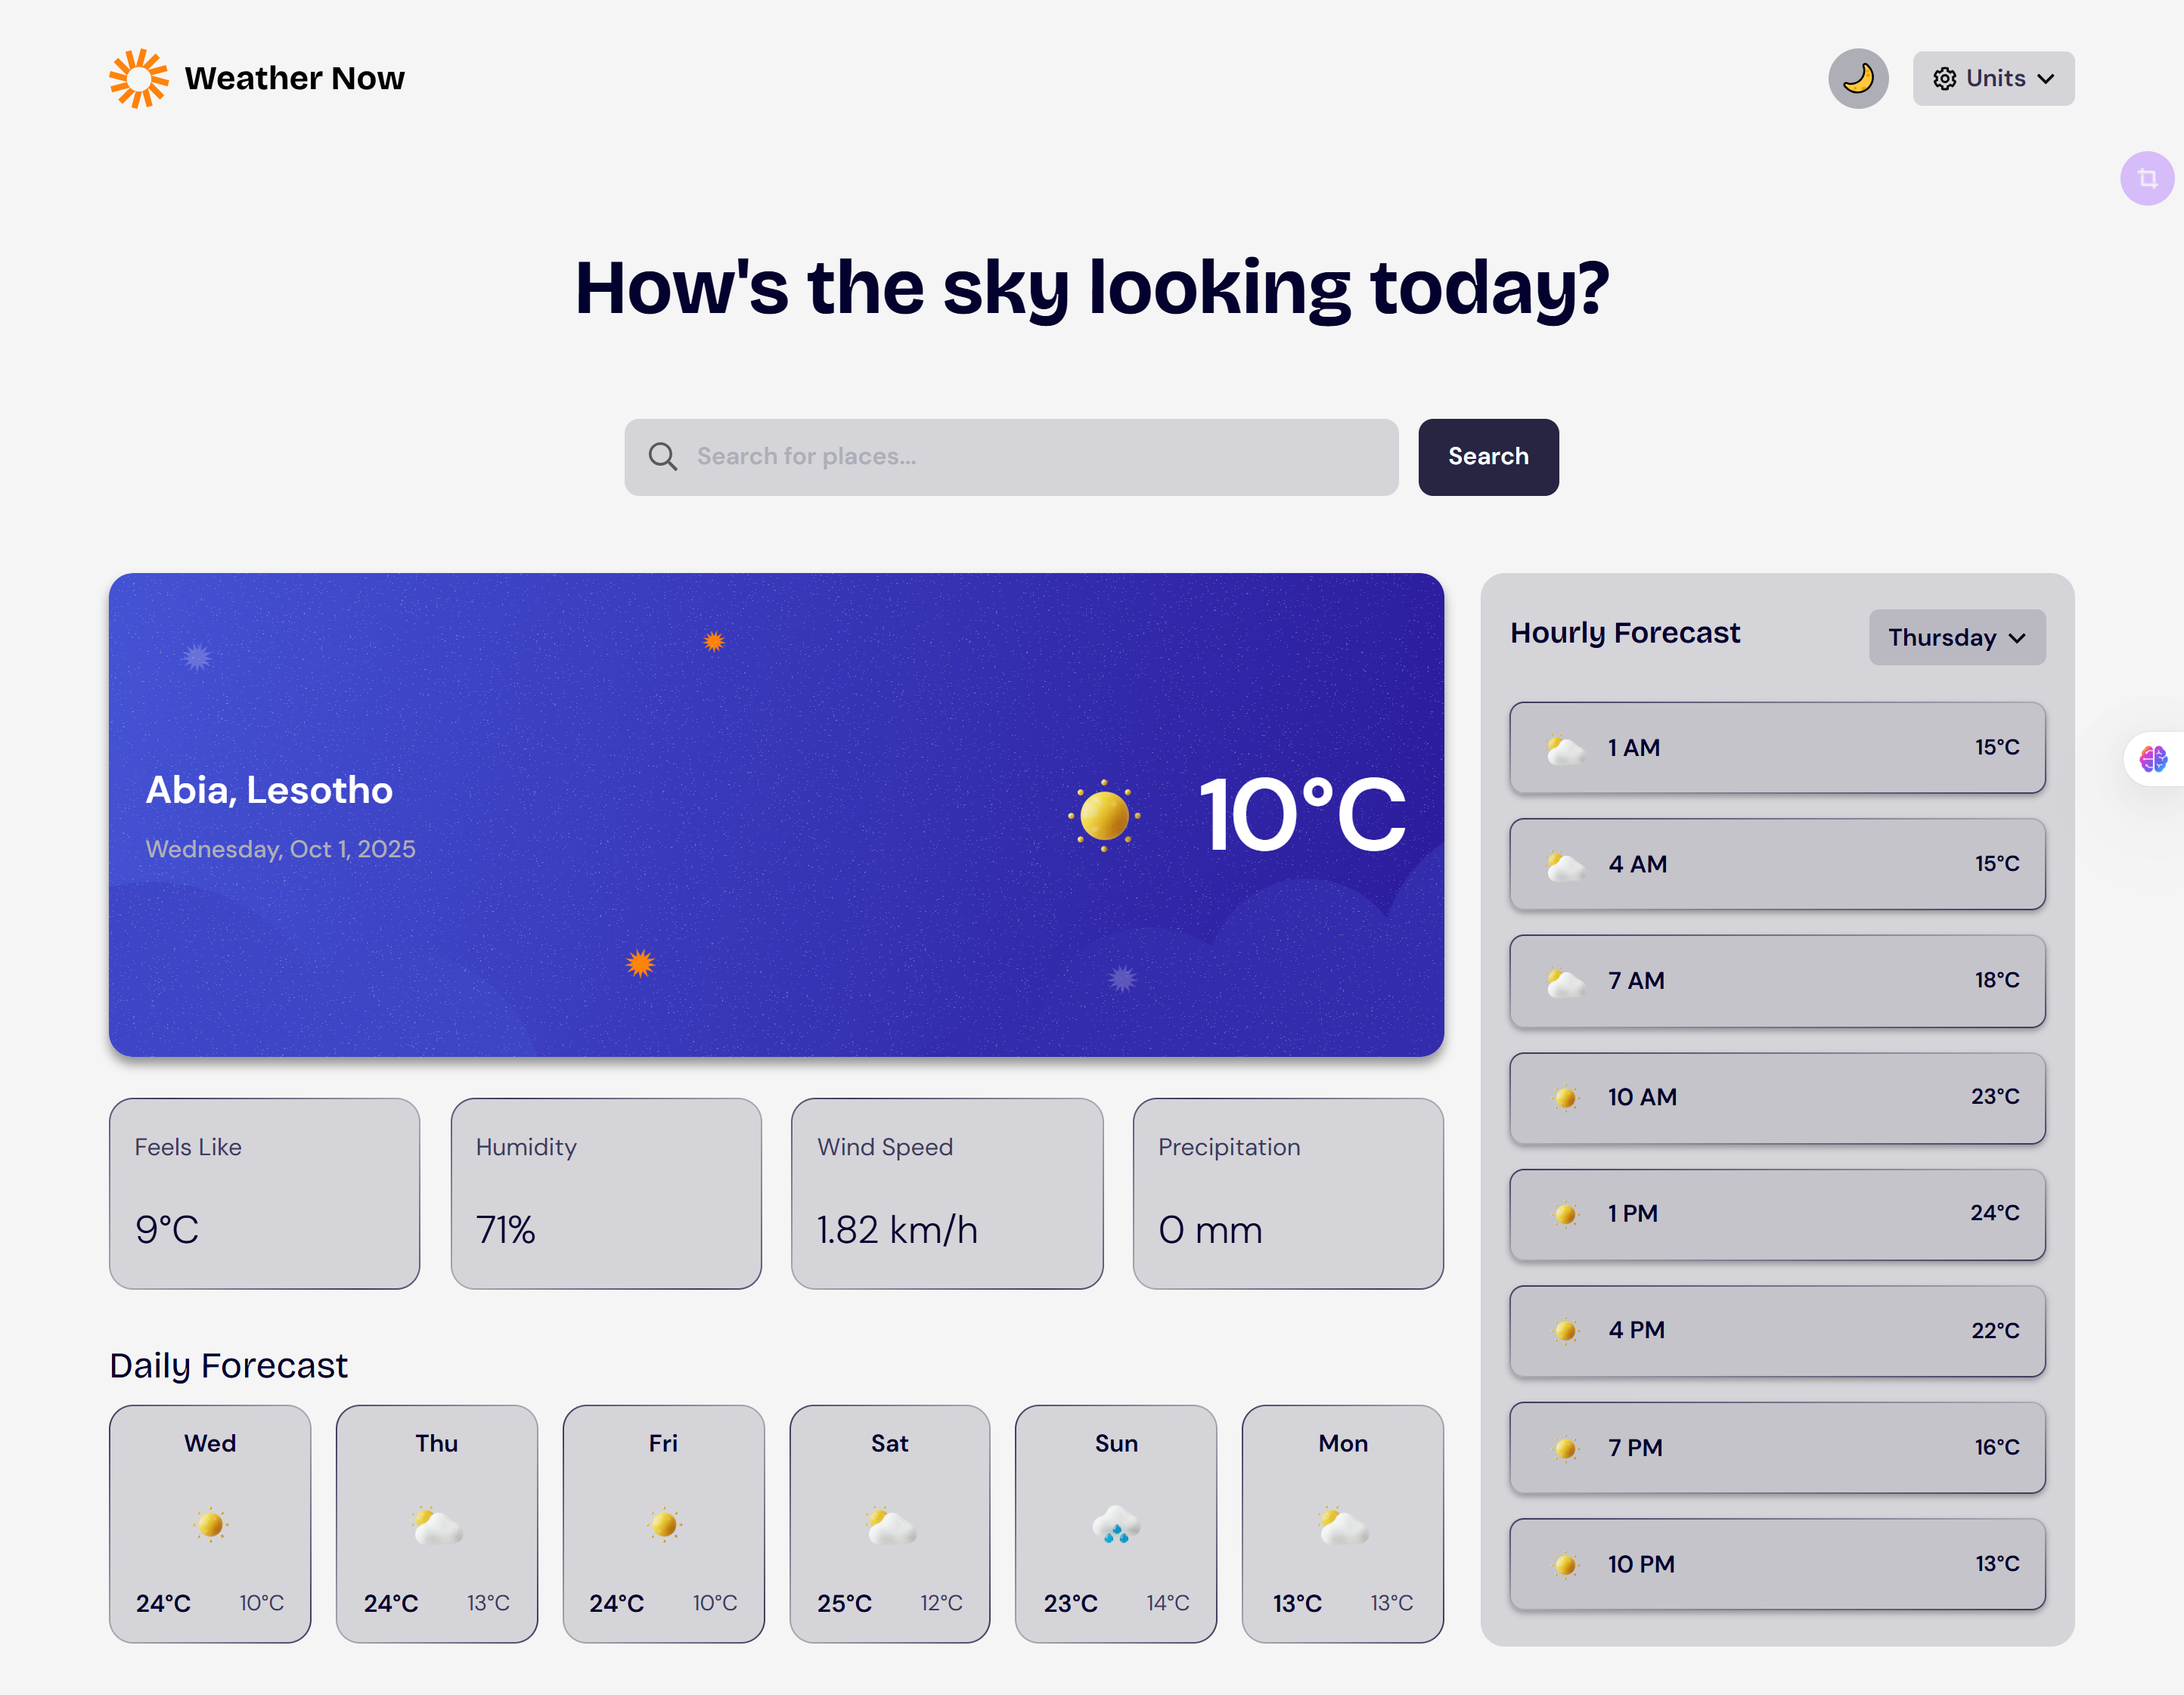 Weather Now
Units
How's the sky looking today?
Search for places...
Search
Abia, Lesotho
Wednesday, Oct 1, 2025
10°C
Feels Like
9°C
Humidity
71%
Wind Speed
1.82 km/h
Precipitation
0 mm
Daily Forecast
Wed
24°C 10°C
Thu
24°C 13°C
Fri
24°C 10°C
Sat
25°C 12°C
Sun
23°C 14°C
Mon
13°C 13°C
Hourly Forecast
Thursday
1 AM 15°C
4 AM 15°C
7 AM 18°C
10 AM 23°C
1 PM 24°C
4 PM 22°C
7 PM 16°C
10 PM 13°C